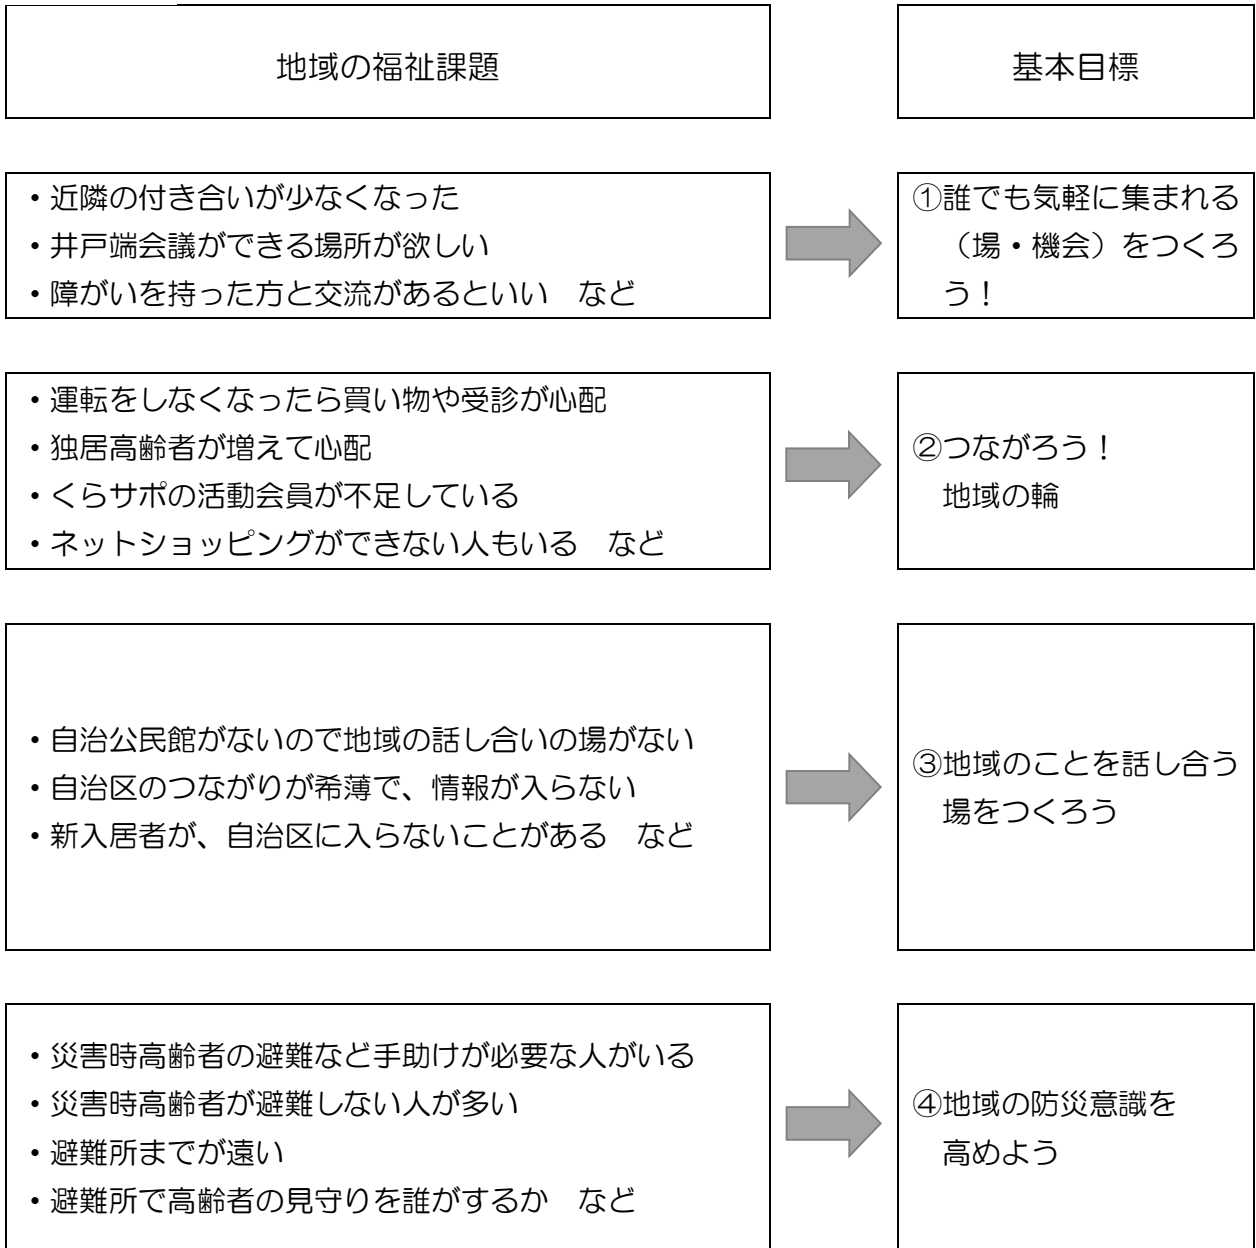 地域の福祉課題
基本目標
・近隣の付き合いが少なくなった
・井戸端会議ができる場所が欲しい
・障がいを持った方と交流があるといい　など
①誰でも気軽に集まれる
（場・機会）をつくろ
う！
・運転をしなくなったら買い物や受診が心配
・独居高齢者が増えて心配
・くらサポの活動会員が不足している
・ネットショッピングができない人もいる　など
②つながろう！
地域の輪
・自治公民館がないので地域の話し合いの場がない
・自治区のつながりが希薄で、情報が入らない
・新入居者が、自治区に入らないことがある　など
③地域のことを話し合う
場をつくろう
・災害時高齢者の避難など手助けが必要な人がいる
・災害時高齢者が避難しない人が多い
・避難所までが遠い
・避難所で高齢者の見守りを誰がするか　など
④地域の防災意識を
高めよう